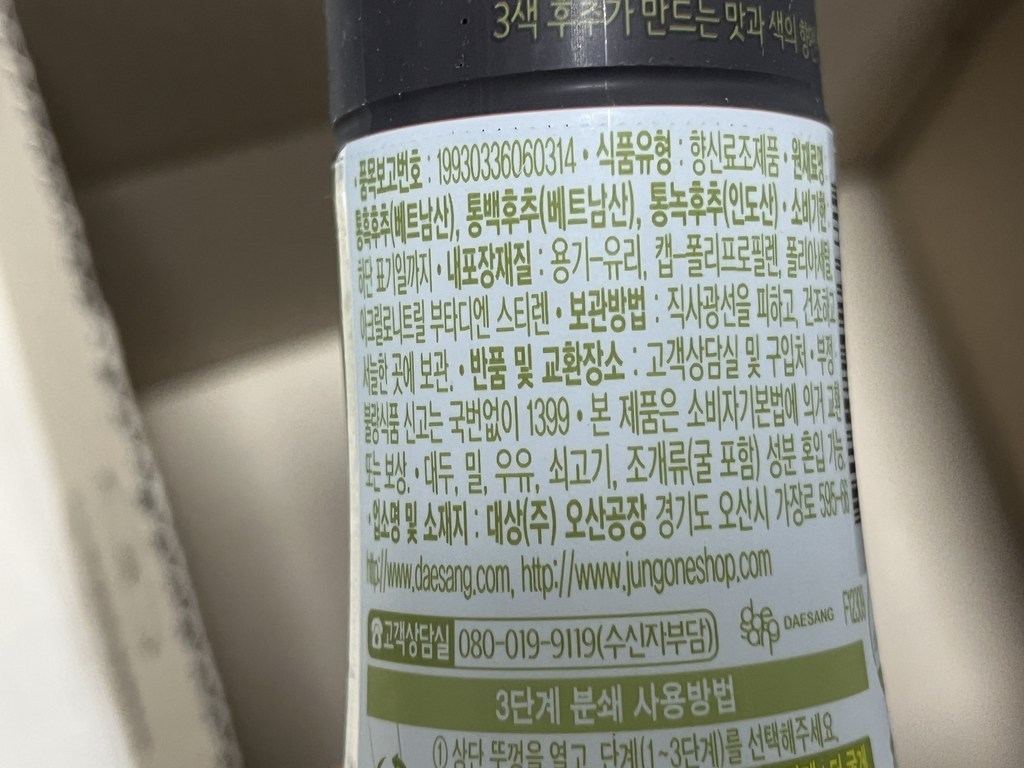 3색 후추가 만드는 맛과 색의
· 품목보고번호 : 19930336060314 · 식품유형 : 향신료조제품 · 원재료명
통흑후추(베트남산), 통백후추(베트남산), 통녹후추(인도산) · 소비기한 :
하단 표기일까지 · 내포장재질 : 용기-유리, 캡-폴리프로필렌, 폴리아세탈,
아크릴로니트릴 부타디엔 스티렌 · 보관방법 : 직사광선을 피하고, 건조하고
서늘한 곳에 보관. · 반품 및 교환장소 : 고객상담실 및 구입처 · 부정·
불량식품 신고는 국번없이 1399 · 본 제품은 소비자기본법에 의거 교환
또는 보상. · 대두, 밀, 우유, 쇠고기, 조개류(굴 포함) 성분 혼입 가능
· 업소명 및 소재지 : 대상(주) 오산공장 경기도 오산시 가장로 595-68
http://www.daesang.com, http://www.jungoneshop.com
☎고객상담실 080-019-9119(수신자부담)
DAESANG
3단계 분쇄 사용방법
① 상단 뚜껑을 열고, 단계(1~3단계)를 선택해주세요.